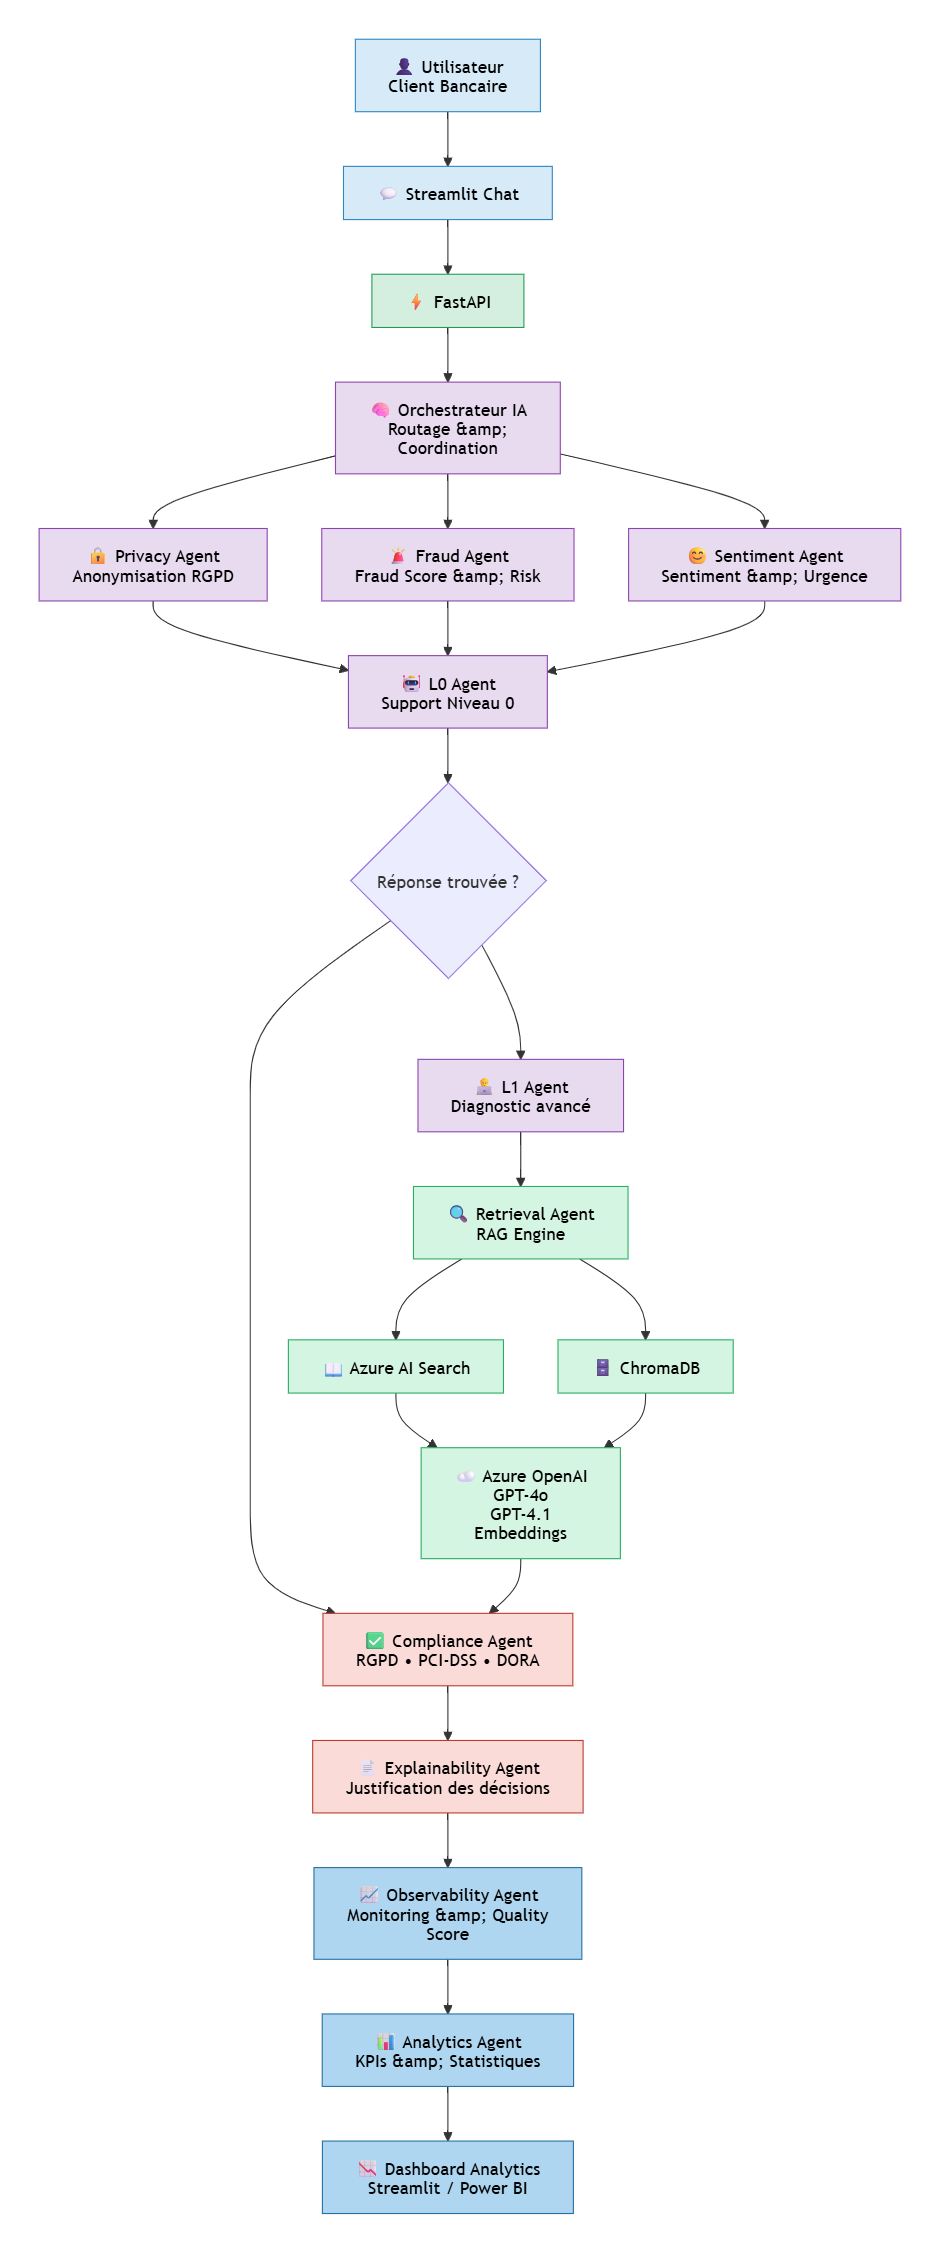 Utilisateur
Client Bancaire
Streamlit Chat
FastAPI
Orchestrateur IA
Routage &amp;
Coordination
Privacy Agent
Anonymisation RGPD
Fraud Agent
Fraud Score &amp; Risk
Sentiment Agent
Sentiment &amp; Urgence
L0 Agent
Support Niveau 0
Réponse trouvée ?
L1 Agent
Diagnostic avancé
Retrieval Agent
RAG Engine
Azure AI Search
ChromaDB
Azure OpenAI
GPT-4o
GPT-4.1
Embeddings
Compliance Agent
RGPD • PCI-DSS • DORA
Explainability Agent
Justification des décisions
Observability Agent
Monitoring &amp; Quality
Score
Analytics Agent
KPIs &amp; Statistiques
Dashboard Analytics
Streamlit / Power BI